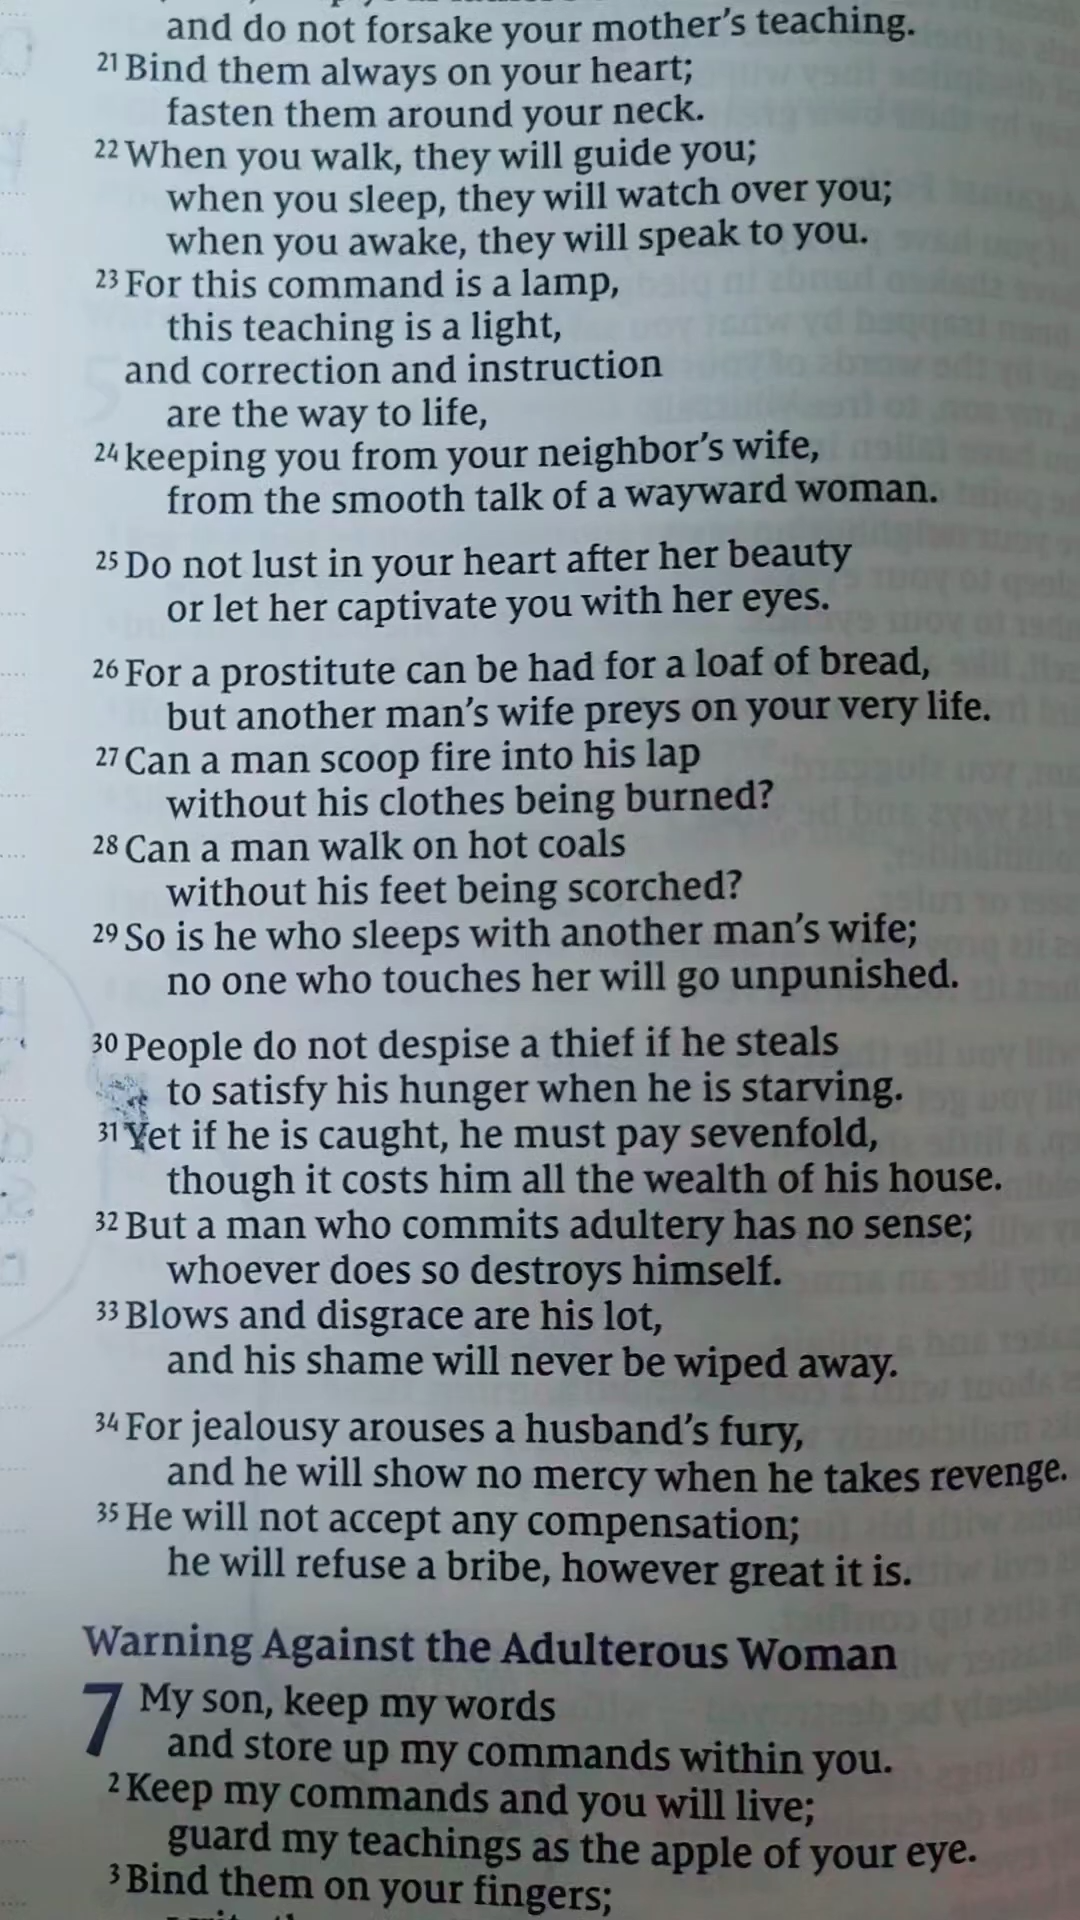 and do not forsake your mother's teaching.
21 Bind them always on your heart;
fasten them around your neck.
22 When you walk, they will guide you;
when you sleep, they will watch over you;
when you awake, they will speak to you.
23 For this command is a lamp,
this teaching is a light,
and correction and instruction
are the way to life,
24 keeping you from your neighbor's wife,
from the smooth talk of a wayward woman.
25 Do not lust in your heart after her beauty
or let her captivate you with her eyes.
26 For a prostitute can be had for a loaf of bread,
but another man's wife preys on your very life.
27 Can a man scoop fire into his lap
without his clothes being burned?
28 Can a man walk on hot coals
without his feet being scorched?
29 So is he who sleeps with another man's wife;
no one who touches her will go unpunished.
30 People do not despise a thief if he steals
to satisfy his hunger when he is starving.
31 Yet if he is caught, he must pay sevenfold,
though it costs him all the wealth of his house.
32 But a man who commits adultery has no sense;
whoever does so destroys himself.
33 Blows and disgrace are his lot,
and his shame will never be wiped away.
34 For jealousy arouses a husband's fury,
and he will show no mercy when he takes revenge.
35 He will not accept any compensation;
he will refuse a bribe, however great it is.
Warning Against the Adulterous Woman
7 My son, keep my words
and store up my commands within you.
2 Keep my commands and you will live;
guard my teachings as the apple of your eye.
3 Bind them on your fingers;